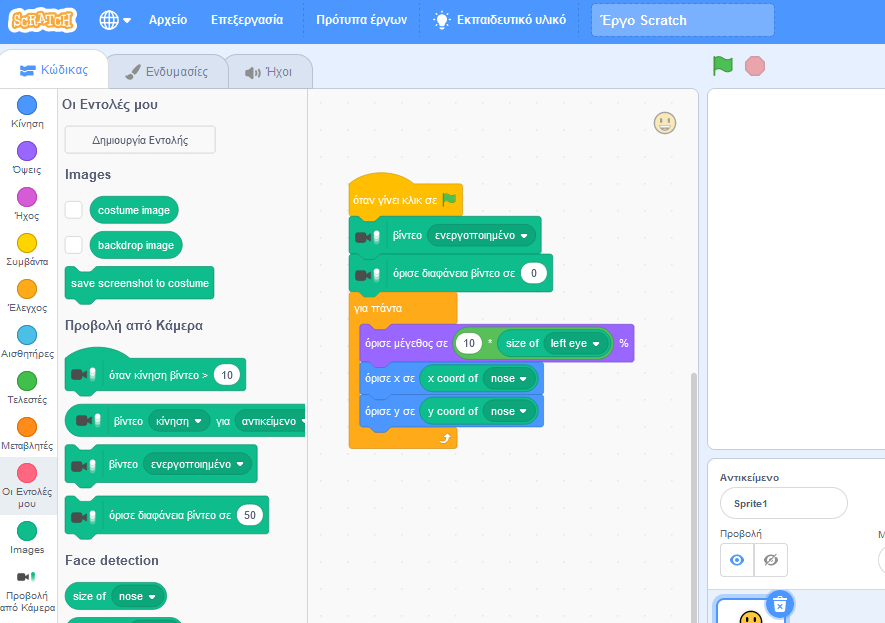 SCRATCH
Αρχείο
Επεξεργασία
Πρότυπα έργων
Εκπαιδευτικό υλικό
Έργο Scratch
Κώδικας
Ενδυμασίες
Ήχοι
Κίνηση
Όψεις
Ήχος
Συμβάντα
Έλεγχος
Αισθητήρες
Τελεστές
Μεταβλητές
Οι Εντολές
μου
Images
Προβολή
από Κάμερα
Οι Εντολές μου
Δημιουργία Εντολής
Images
costume image
backdrop image
save screenshot to costume
Προβολή από Κάμερα
όταν κίνηση βίντεο > 10
βίντεο κίνηση για αντικείμενο
βίντεο ενεργοποιημένο
όρισε διαφάνεια βίντεο σε 50
Face detection
size of nose
όταν γίνει κλικ σε
βίντεο ενεργοποιημένο
όρισε διαφάνεια βίντεο σε 0
για πάντα
όρισε μέγεθος σε 10 * size of left eye %
όρισε x σε x coord of nose
όρισε y σε y coord of nose
Αντικείμενο
Sprite1
Προβολή